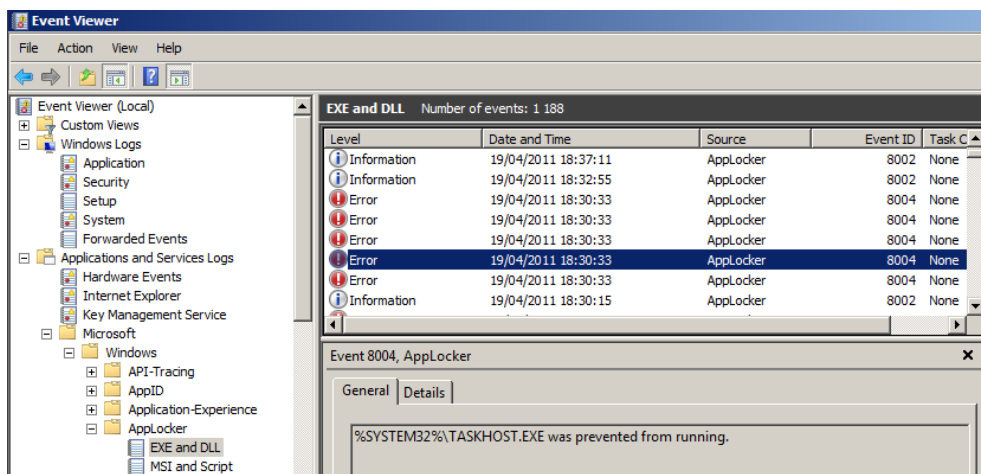 Event Viewer
File Action View Help
Event Viewer (Local)
Custom Views
Windows Logs
Application
Security
Setup
System
Forwarded Events
Applications and Services Logs
Hardware Events
Internet Explorer
Key Management Service
Microsoft
Windows
API-Tracing
AppID
Application-Experience
AppLocker
EXE and DLL
MSI and Script
EXE and DLL Number of events: 1 188
Level Date and Time Source Event ID Task C
Information 19/04/2011 18:37:11 AppLocker 8002 None
Information 19/04/2011 18:32:55 AppLocker 8002 None
Error 19/04/2011 18:30:33 AppLocker 8004 None
Error 19/04/2011 18:30:33 AppLocker 8004 None
Error 19/04/2011 18:30:33 AppLocker 8004 None
Error 19/04/2011 18:30:33 AppLocker 8004 None
Error 19/04/2011 18:30:33 AppLocker 8004 None
Information 19/04/2011 18:30:15 AppLocker 8002 None
Event 8004, AppLocker
General Details
%SYSTEM32%\TASKHOST.EXE was prevented from running.